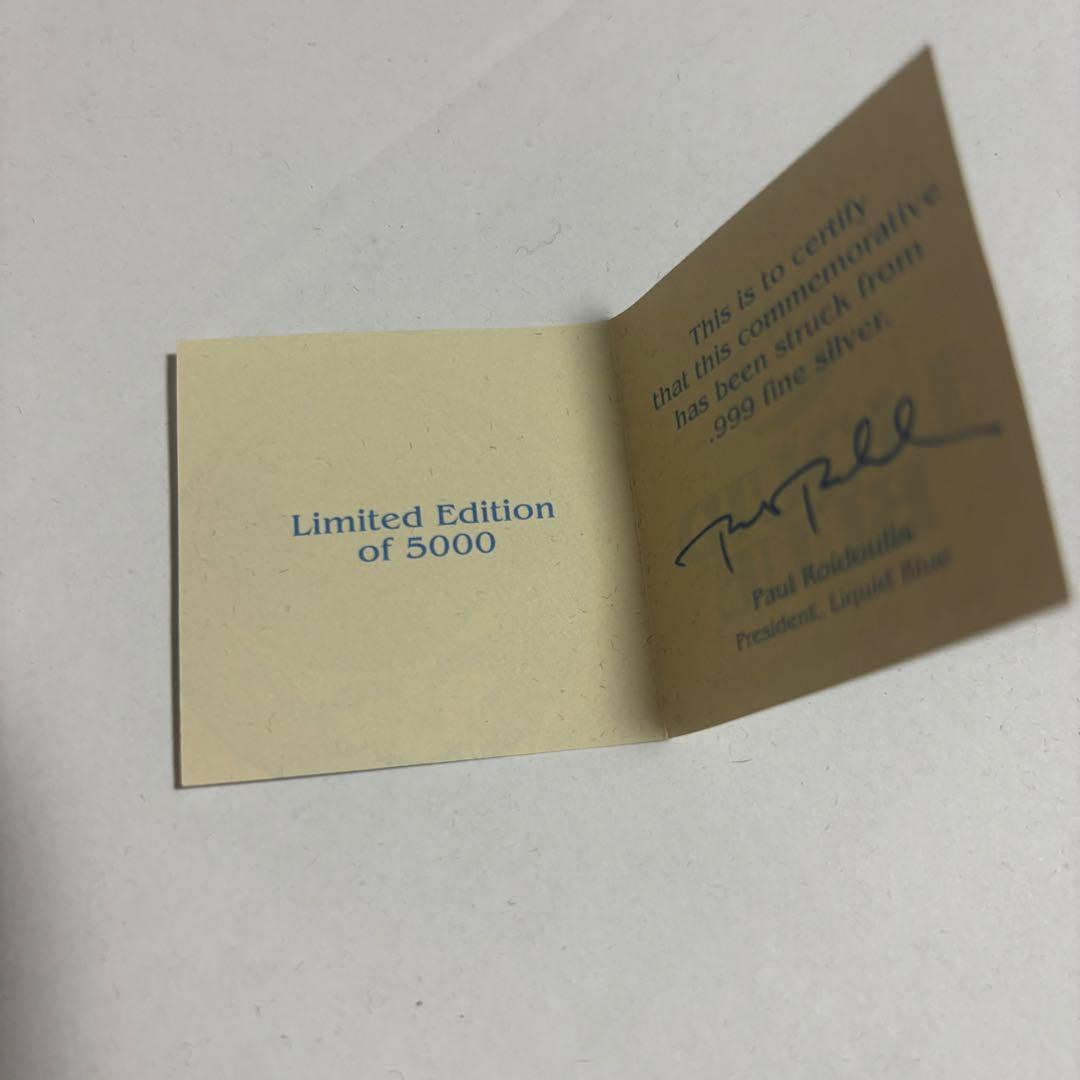 Limited Edition
of 5000
This is to certify
that this commemorative
has been struck from
.999 fine silver.
Paul Roidoulis
President, Liquid Blue